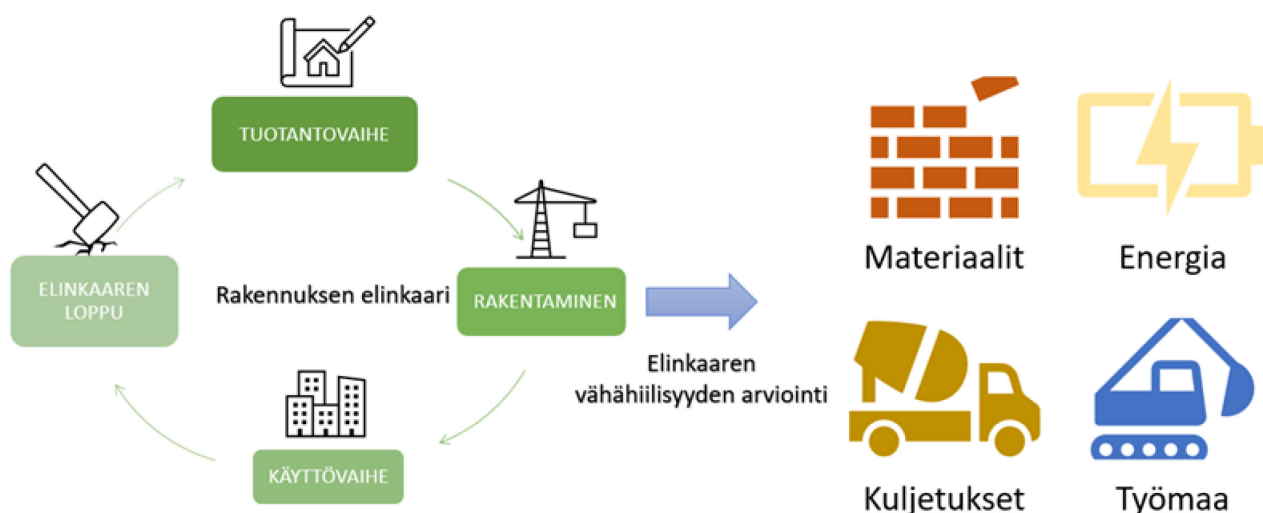 TUOTANTOVAIHE
ELINKAAREN
LOPPU
Rakennuksen elinkaari
RAKENTAMINEN
KÄYTTÖVAIHE
Elinkaaren
vähähiilisyyden arviointi
Materiaalit
Energia
Kuljetukset
Työmaa